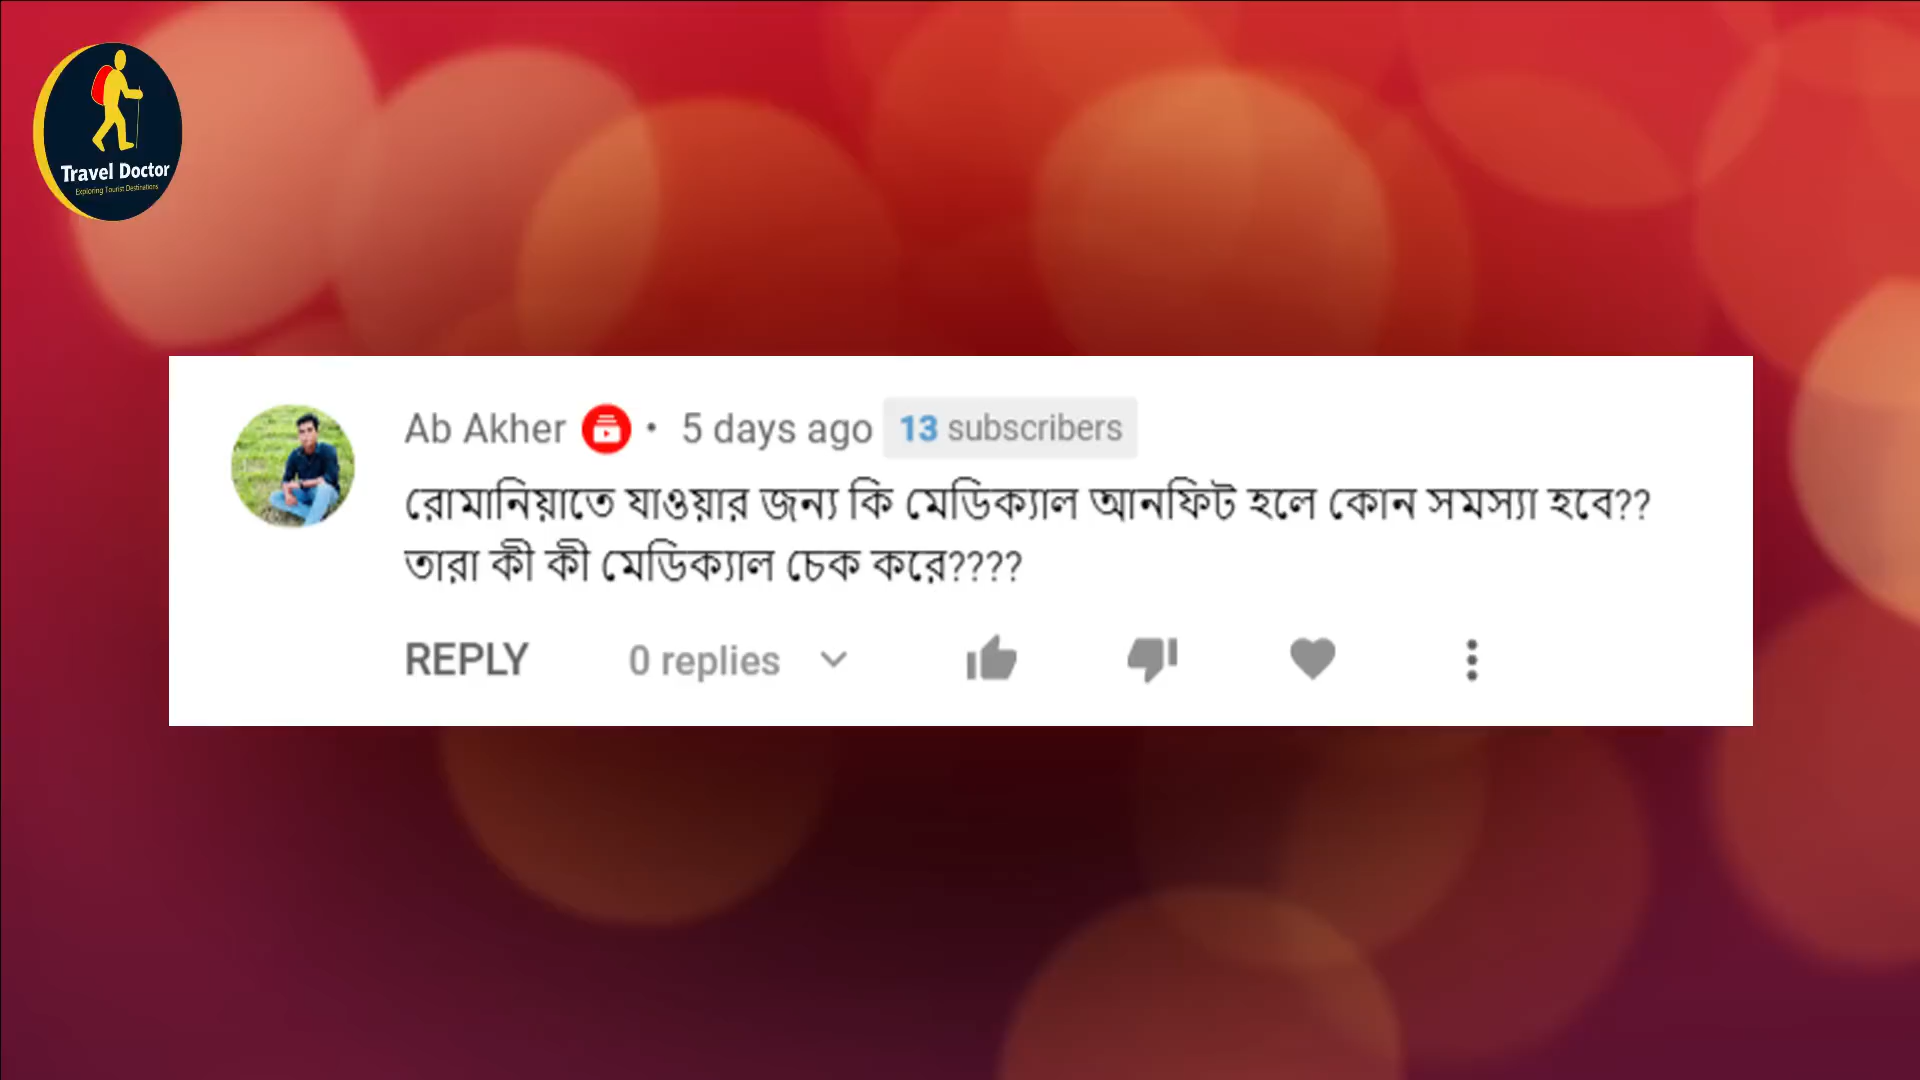 Travel Doctor
Exploring Tourist Destinations
Ab Akher • 5 days ago 13 subscribers
রোমানিয়াতে যাওয়ার জন্য কি মেডিক্যাল আনফিট হলে কোন সমস্যা হবে??
তারা কী কী মেডিক্যাল চেক করে????
REPLY 0 replies